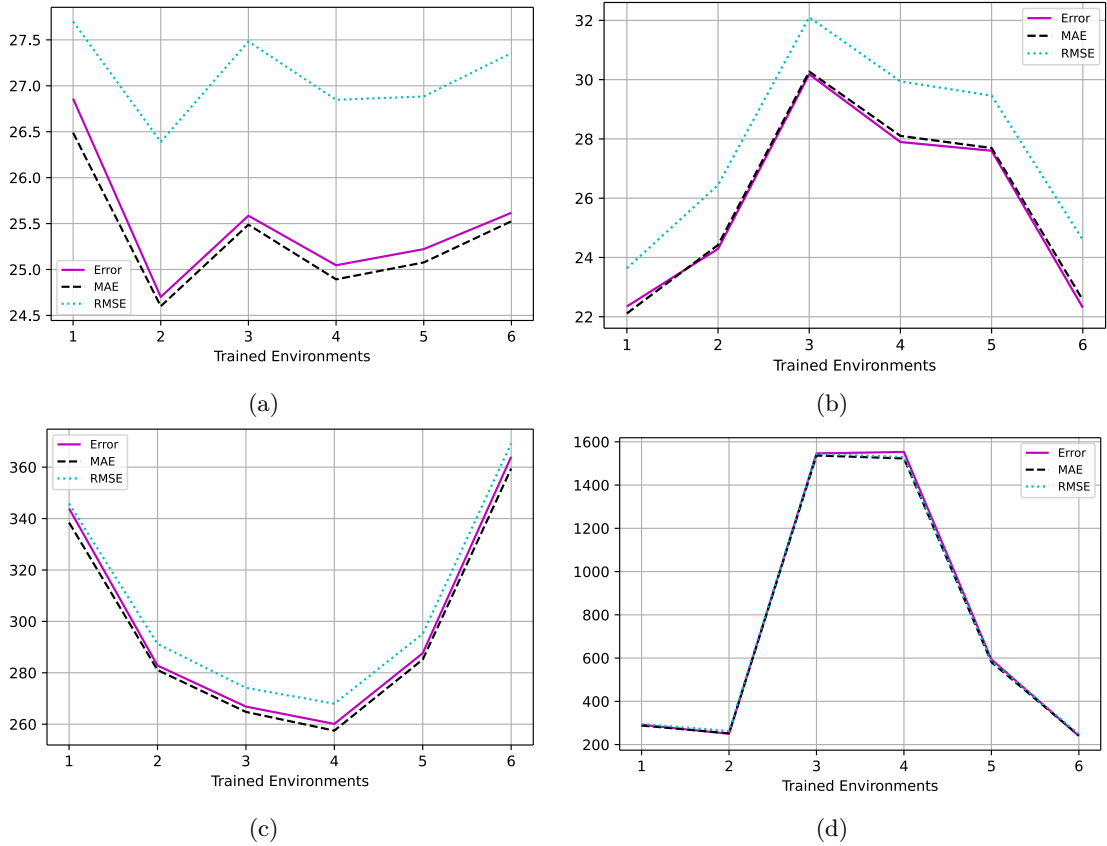 27.5
27.0
26.5
26.0
25.5
25.0
24.5
Error
MAE
RMSE
1 2 3 4 5 6
Trained Environments
(a)
32
30
28
26
24
22
Error
MAE
RMSE
1 2 3 4 5 6
Trained Environments
(b)
360
340
320
300
280
260
Error
MAE
RMSE
1 2 3 4 5 6
Trained Environments
(c)
1600
1400
1200
1000
800
600
400
200
Error
MAE
RMSE
1 2 3 4 5 6
Trained Environments
(d)